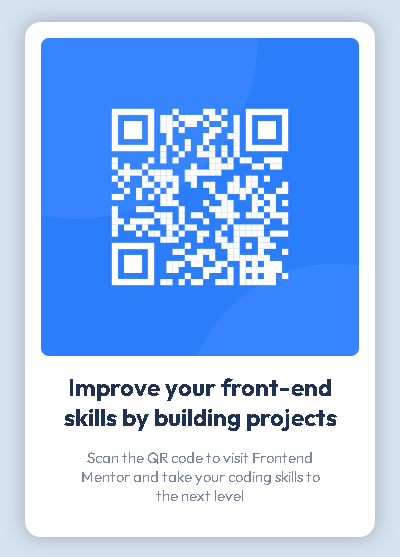 Improve your front-end
skills by building projects
Scan the QR code to visit Frontend
Mentor and take your coding skills to
the next level